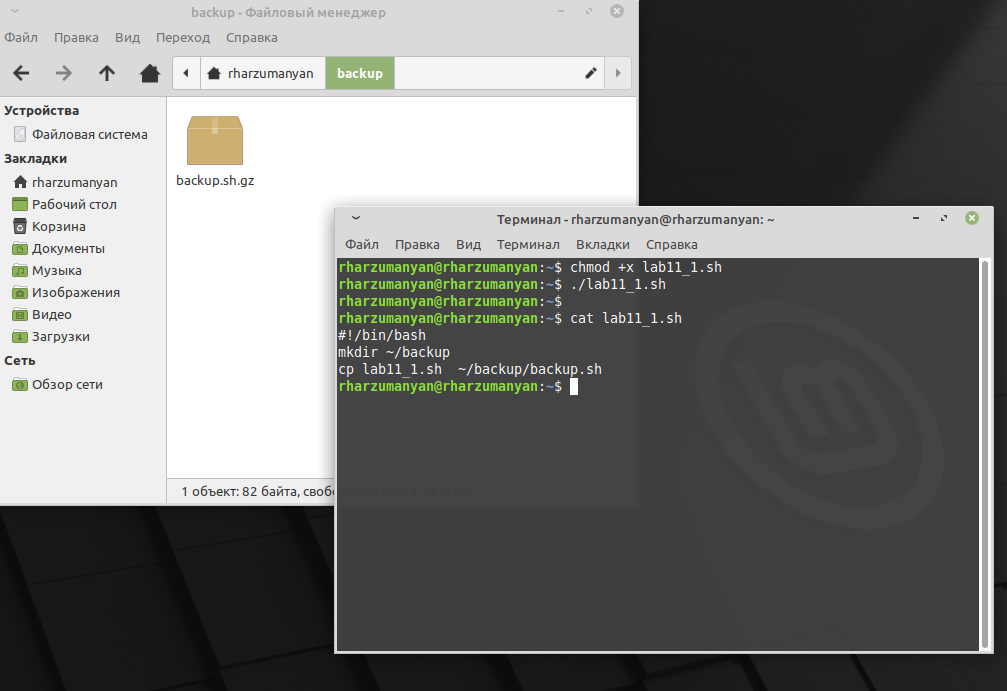 backup - Файловый менеджер
Файл Правка Вид Переход Справка
rharzumanyan backup
Устройства
Файловая система
Закладки
rharzumanyan
Рабочий стол
Корзина
Документы
Музыка
Изображения
Видео
Загрузки
Сеть
Обзор сети
backup.sh.gz
1 объект: 82 байта,
Терминал - rharzumanyan@rharzumanyan: ~
Файл Правка Вид Терминал Вкладки Справка
rharzumanyan@rharzumanyan:~$ chmod +x lab11_1.sh
rharzumanyan@rharzumanyan:~$ ./lab11_1.sh
rharzumanyan@rharzumanyan:~$
rharzumanyan@rharzumanyan:~$ cat lab11_1.sh
#!/bin/bash
mkdir ~/backup
cp lab11_1.sh  ~/backup/backup.sh
rharzumanyan@rharzumanyan:~$